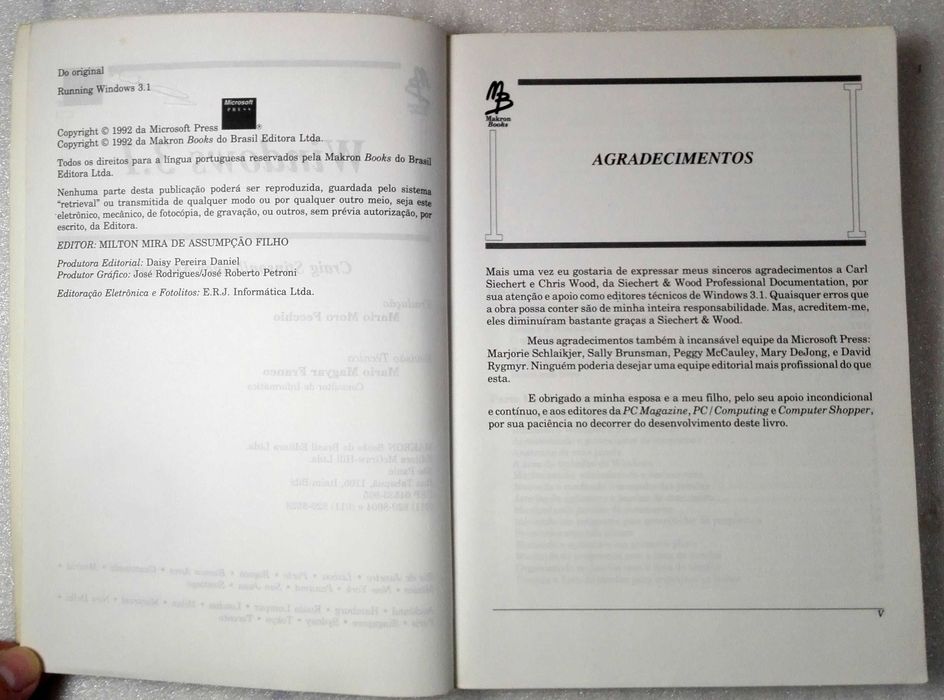 Do original
Running Windows 3.1
Microsoft
PRESS
®
Copyright © 1992 da Microsoft Press
Copyright © 1992 da Makron Books do Brasil Editora Ltda.
Todos os direitos para a língua portuguesa reservados pela Makron Books do Brasil
Editora Ltda.
Nenhuma parte desta publicação poderá ser reproduzida, guardada pelo sistema
"retrieval" ou transmitida de qualquer modo ou por qualquer outro meio, seja este
eletrônico, mecânico, de fotocópia, de gravação, ou outros, sem prévia autorização, por
escrito, da Editora.
EDITOR: MILTON MIRA DE ASSUMPÇÃO FILHO
Produtora Editorial: Daisy Pereira Daniel
Produtor Gráfico: José Rodrigues/José Roberto Petroni
Editoração Eletrônica e Fotolitos: E.R.J. Informática Ltda.
MB
Makron
Books
AGRADECIMENTOS
Mais uma vez eu gostaria de expressar meus sinceros agradecimentos a Carl
Siechert e Chris Wood, da Siechert & Wood Professional Documentation, por
sua atenção e apoio como editores técnicos de Windows 3.1. Quaisquer erros que
a obra possa conter são de minha inteira responsabilidade. Mas, acreditem-me,
eles diminuíram bastante graças a Siechert & Wood.
Meus agradecimentos também à incansável equipe da Microsoft Press:
Marjorie Schlaikjer, Sally Brunsman, Peggy McCauley, Mary DeJong, e David
Rygmyr. Ninguém poderia desejar uma equipe editorial mais profissional do que
esta.
E obrigado a minha esposa e a meu filho, pelo seu apoio incondicional
e contínuo, e aos editores da PC Magazine, PC/Computing e Computer Shopper,
por sua paciência no decorrer do desenvolvimento deste livro.
V